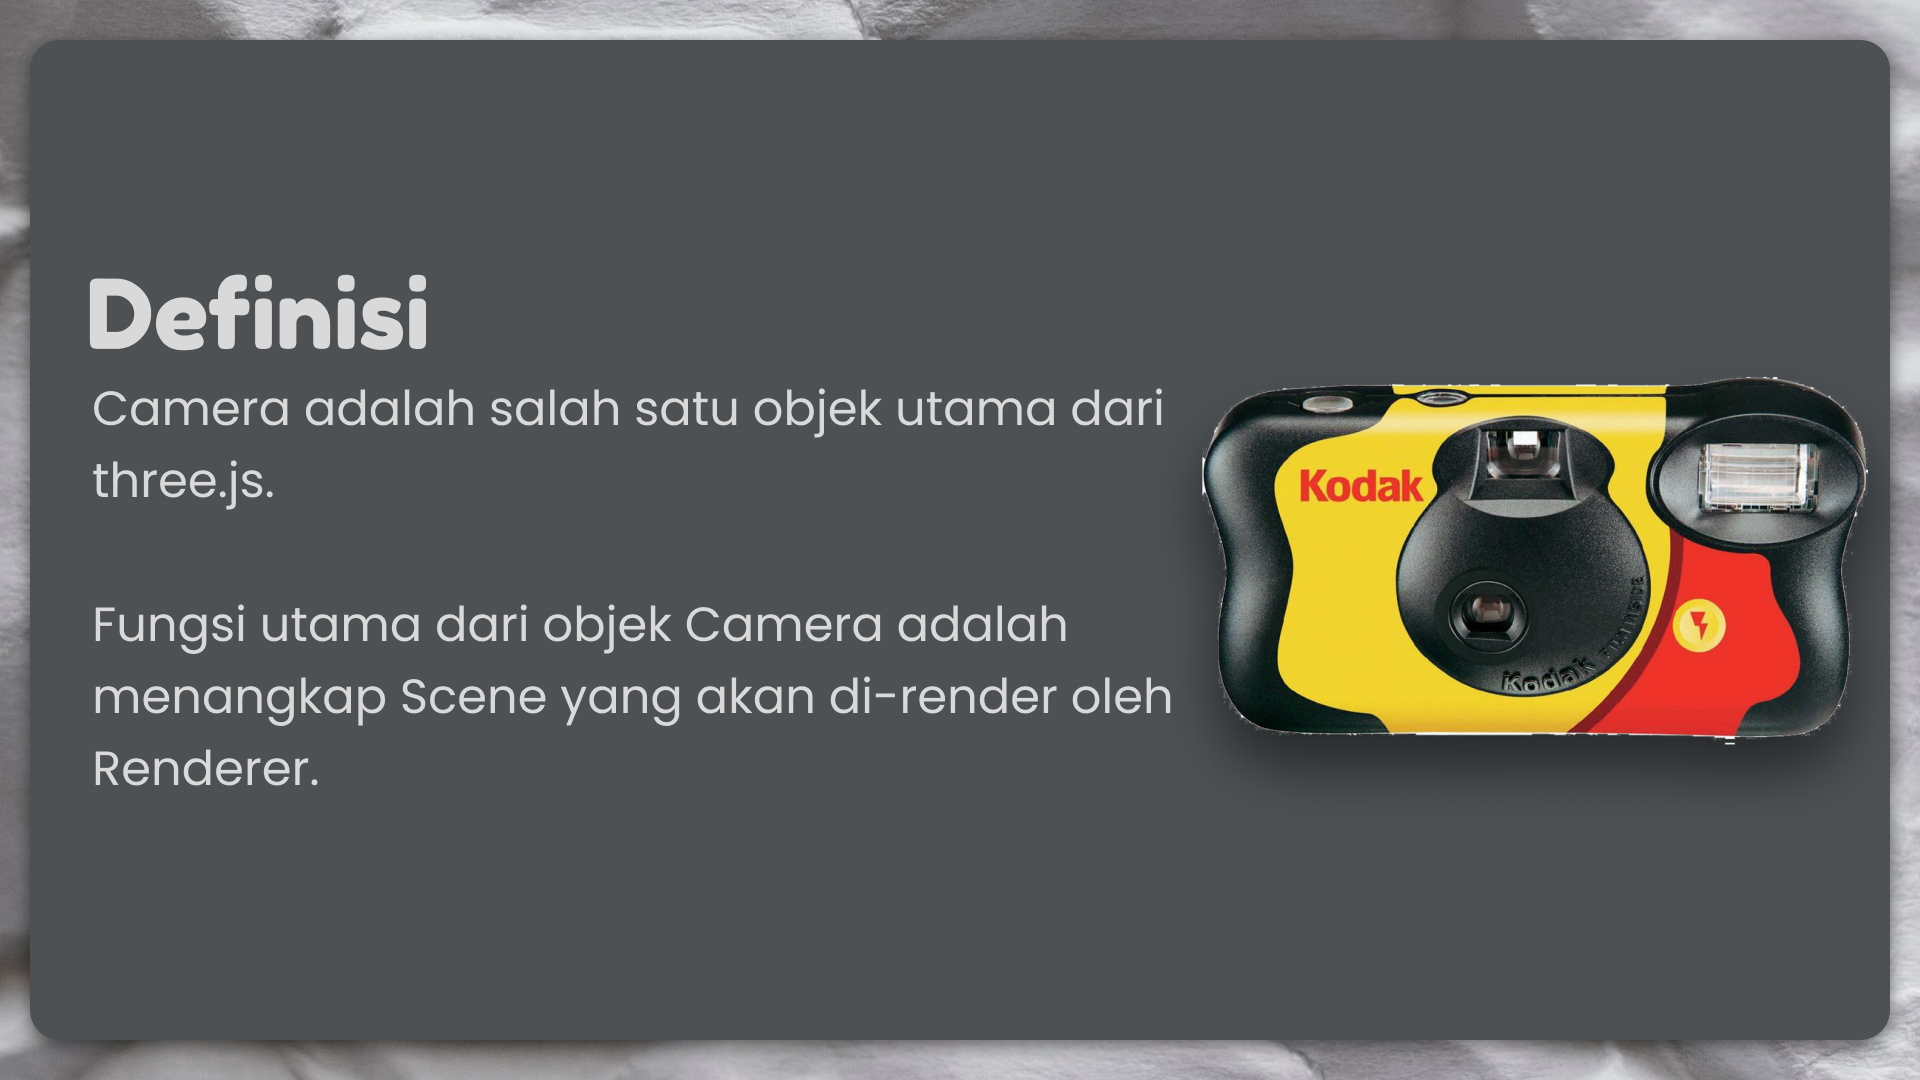 Definisi
Camera adalah salah satu objek utama dari
three.js.
Fungsi utama dari objek Camera adalah
menangkap Scene yang akan di-render oleh
Renderer.
Kodak
Kodak